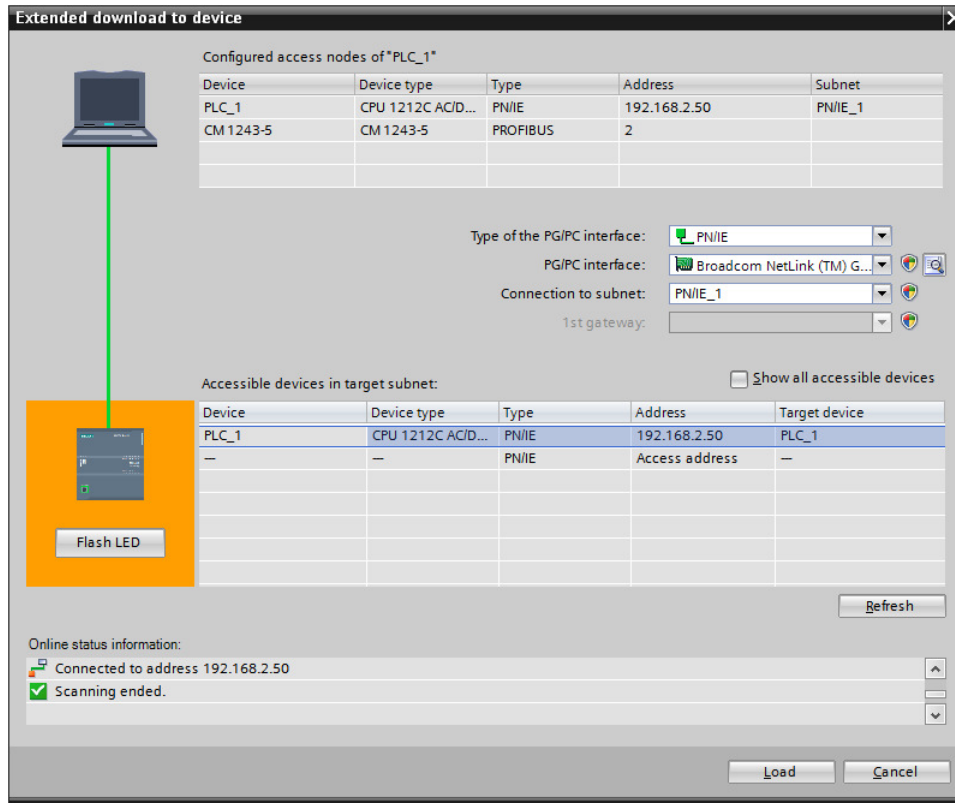 Extended download to device
Configured access nodes of "PLC_1"
Device Device type Type Address Subnet
PLC_1 CPU 1212C AC/D... PN/IE 192.168.2.50 PN/IE_1
CM 1243-5 CM 1243-5 PROFIBUS 2
Type of the PG/PC interface: PN/IE
PG/PC interface: Broadcom NetLink (TM) G...
Connection to subnet: PN/IE_1
1st gateway:
Accessible devices in target subnet: Show all accessible devices
Device Device type Type Address Target device
PLC_1 CPU 1212C AC/D... PN/IE 192.168.2.50 PLC_1
— — PN/IE Access address —
Flash LED
Refresh
Online status information:
Connected to address 192.168.2.50
Scanning ended.
Load Cancel